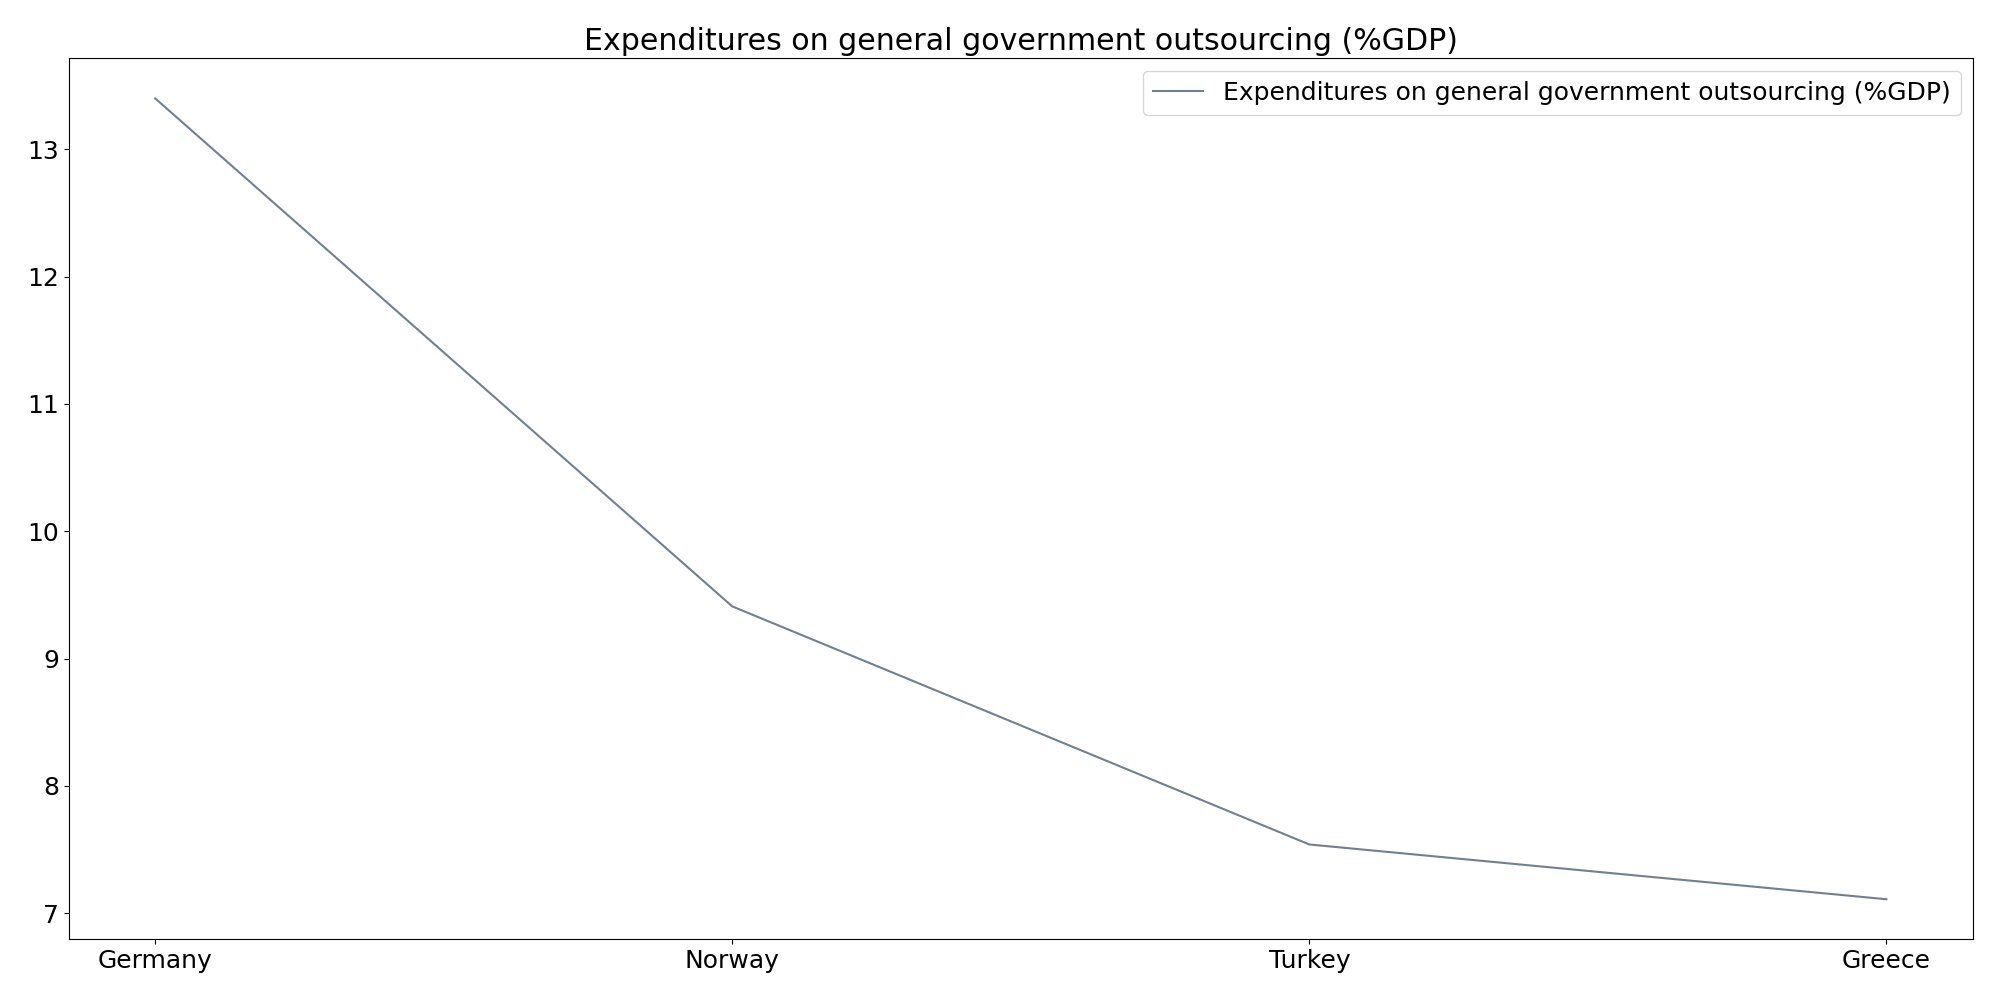 Expenditures on general government outsourcing (%GDP)
Expenditures on general government outsourcing (%GDP)
13
12
11
10
9
8
7
Germany Norway Turkey Greece